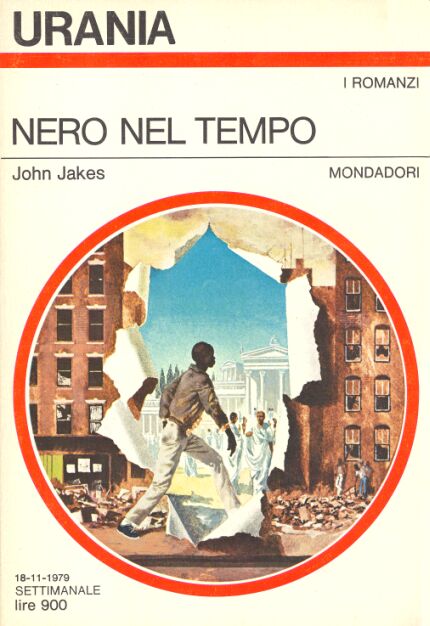 URANIA
I ROMANZI
NERO NEL TEMPO
John Jakes
MONDADORI
18-11-1979
SETTIMANALE
lire 900